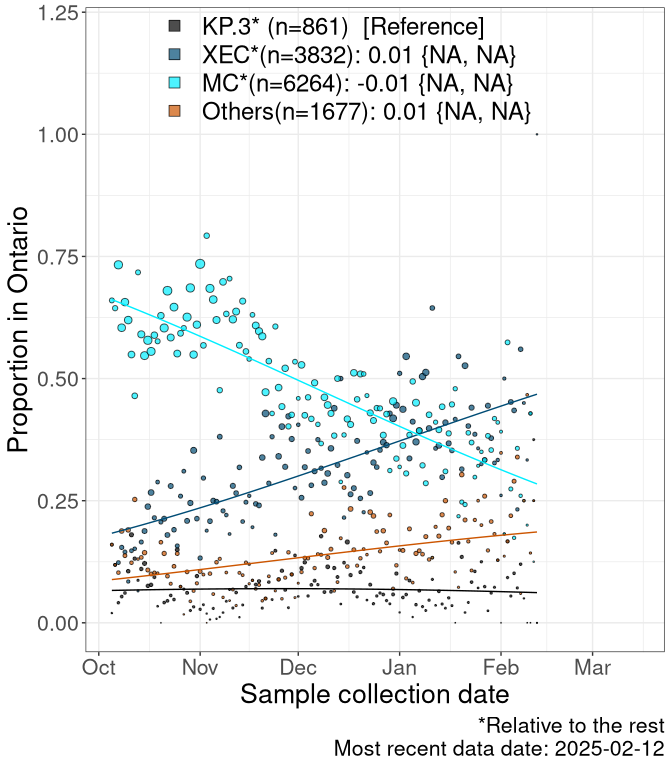 KP.3* (n=861) [Reference]
XEC*(n=3832): 0.01 {NA, NA}
MC*(n=6264): -0.01 {NA, NA}
Others(n=1677): 0.01 {NA, NA}
Proportion in Ontario
1.25
1.00
0.75
0.50
0.25
0.00
Oct Nov Dec Jan Feb Mar
Sample collection date
*Relative to the rest
Most recent data date: 2025-02-12